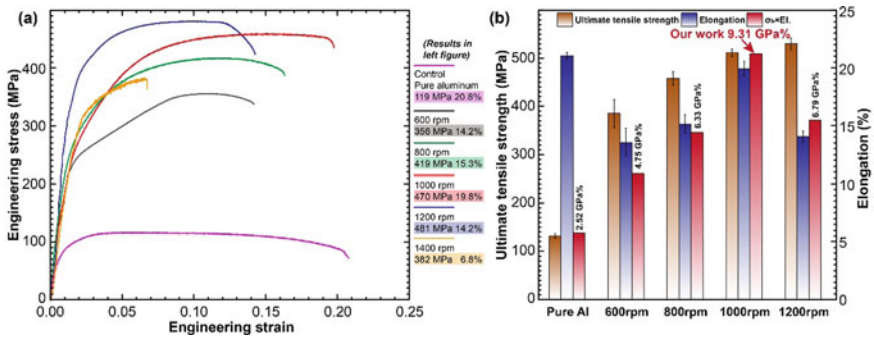 (a)
Engineering stress (MPa)
400
300
200
100
0
0.00 0.05 0.10 0.15 0.20 0.25
Engineering strain
(Results in
left figure)
Control
Pure aluminum
119 MPa 20.8%
600 rpm
356 MPa 14.2%
800 rpm
419 MPa 15.3%
1000 rpm
470 MPa 19.8%
1200 rpm
481 MPa 14.2%
1400 rpm
382 MPa 6.8%
(b)
Ultimate tensile strength Elongation σb×El.
Our work 9.31 GPa%
Ultimate tensile strength (MPa)
500
400
300
200
100
0
2.52 GPa%
4.75 GPa%
6.33 GPa%
6.79 GPa%
25
20
15
10
5
0
Elongation (%)
Pure Al 600rpm 800rpm 1000rpm 1200rpm